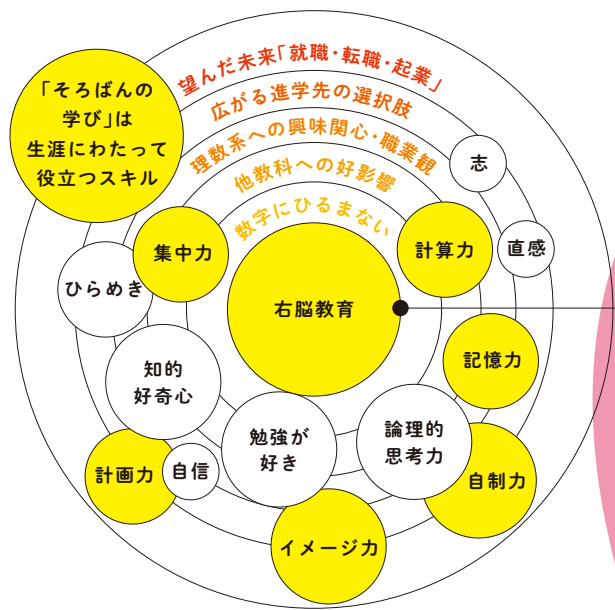 「そろばんの
学び」は
生涯にわたって
役立つスキル
望んだ未来「就職・転職・起業」
広がる進学先の選択肢
理数系への興味関心・職業観
他教科への好影響
数字にひるまない
志
直感
計算力
集中力
ひらめき
右脳教育
記憶力
知的
好奇心
勉強が
好き
論理的
思考力
計画力
自信
自制力
イメージ力